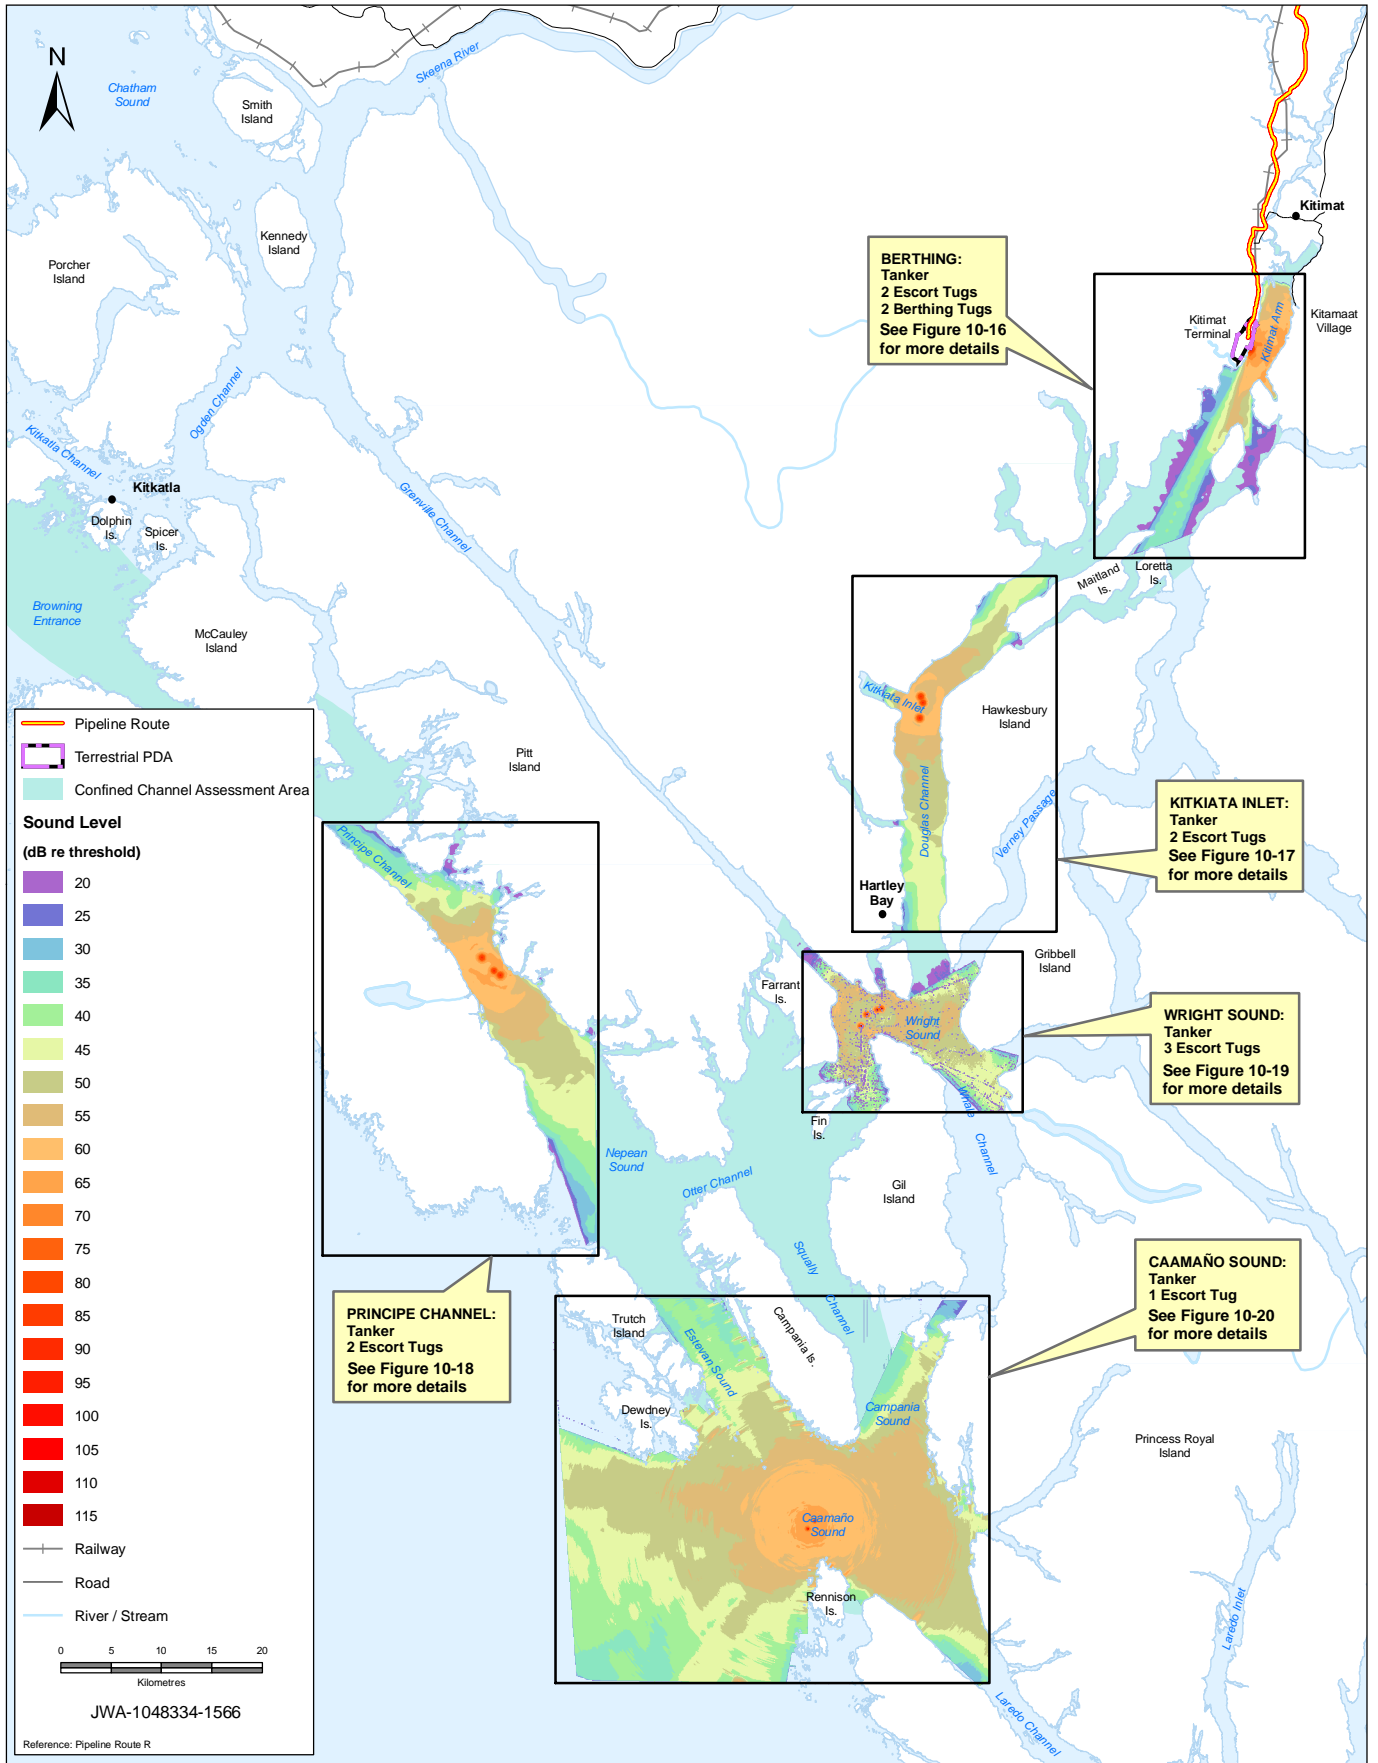 N
Chatham
Sound
Smith
Island
Skeena River
Kitimat
Kennedy
Island
Porcher
Island
BERTHING:
Tanker
2 Escort Tugs
2 Berthing Tugs
See Figure 10-16
for more details
Kitimat
Terminal
Kitimat Arm
Kitamaat
Village
Ogden Channel
Kitkatla Channel
Kitkatla
Dolphin
Is.
Spicer
Is.
Grenville Channel
Browning
Entrance
McCauley
Island
Maitland
Is.
Loretta
Is.
Kitkiata Inlet
Hawkesbury
Island
Pitt
Island
Douglas Channel
Verney Passage
KITKIATA INLET:
Tanker
2 Escort Tugs
See Figure 10-17
for more details
Principe Channel
Hartley
Bay
Gribbell
Island
Farrant
Is.
Wright
Sound
WRIGHT SOUND:
Tanker
3 Escort Tugs
See Figure 10-19
for more details
Fin
Is.
Whale Channel
Nepean
Sound
Otter Channel
Gil
Island
Squally Channel
CAAMAÑO SOUND:
Tanker
1 Escort Tug
See Figure 10-20
for more details
PRINCIPE CHANNEL:
Tanker
2 Escort Tugs
See Figure 10-18
for more details
Trutch
Island
Estevan Sound
Campania Is.
Dewdney
Is.
Campania
Sound
Princess Royal
Island
Caamaño
Sound
Rennison
Is.
Laredo Inlet
Laredo Channel
Pipeline Route
Terrestrial PDA
Confined Channel Assessment Area
Sound Level
(dB re threshold)
20
25
30
35
40
45
50
55
60
65
70
75
80
85
90
95
100
105
110
115
Railway
Road
River / Stream
0 5 10 15 20
Kilometres
JWA-1048334-1566
Reference: Pipeline Route R